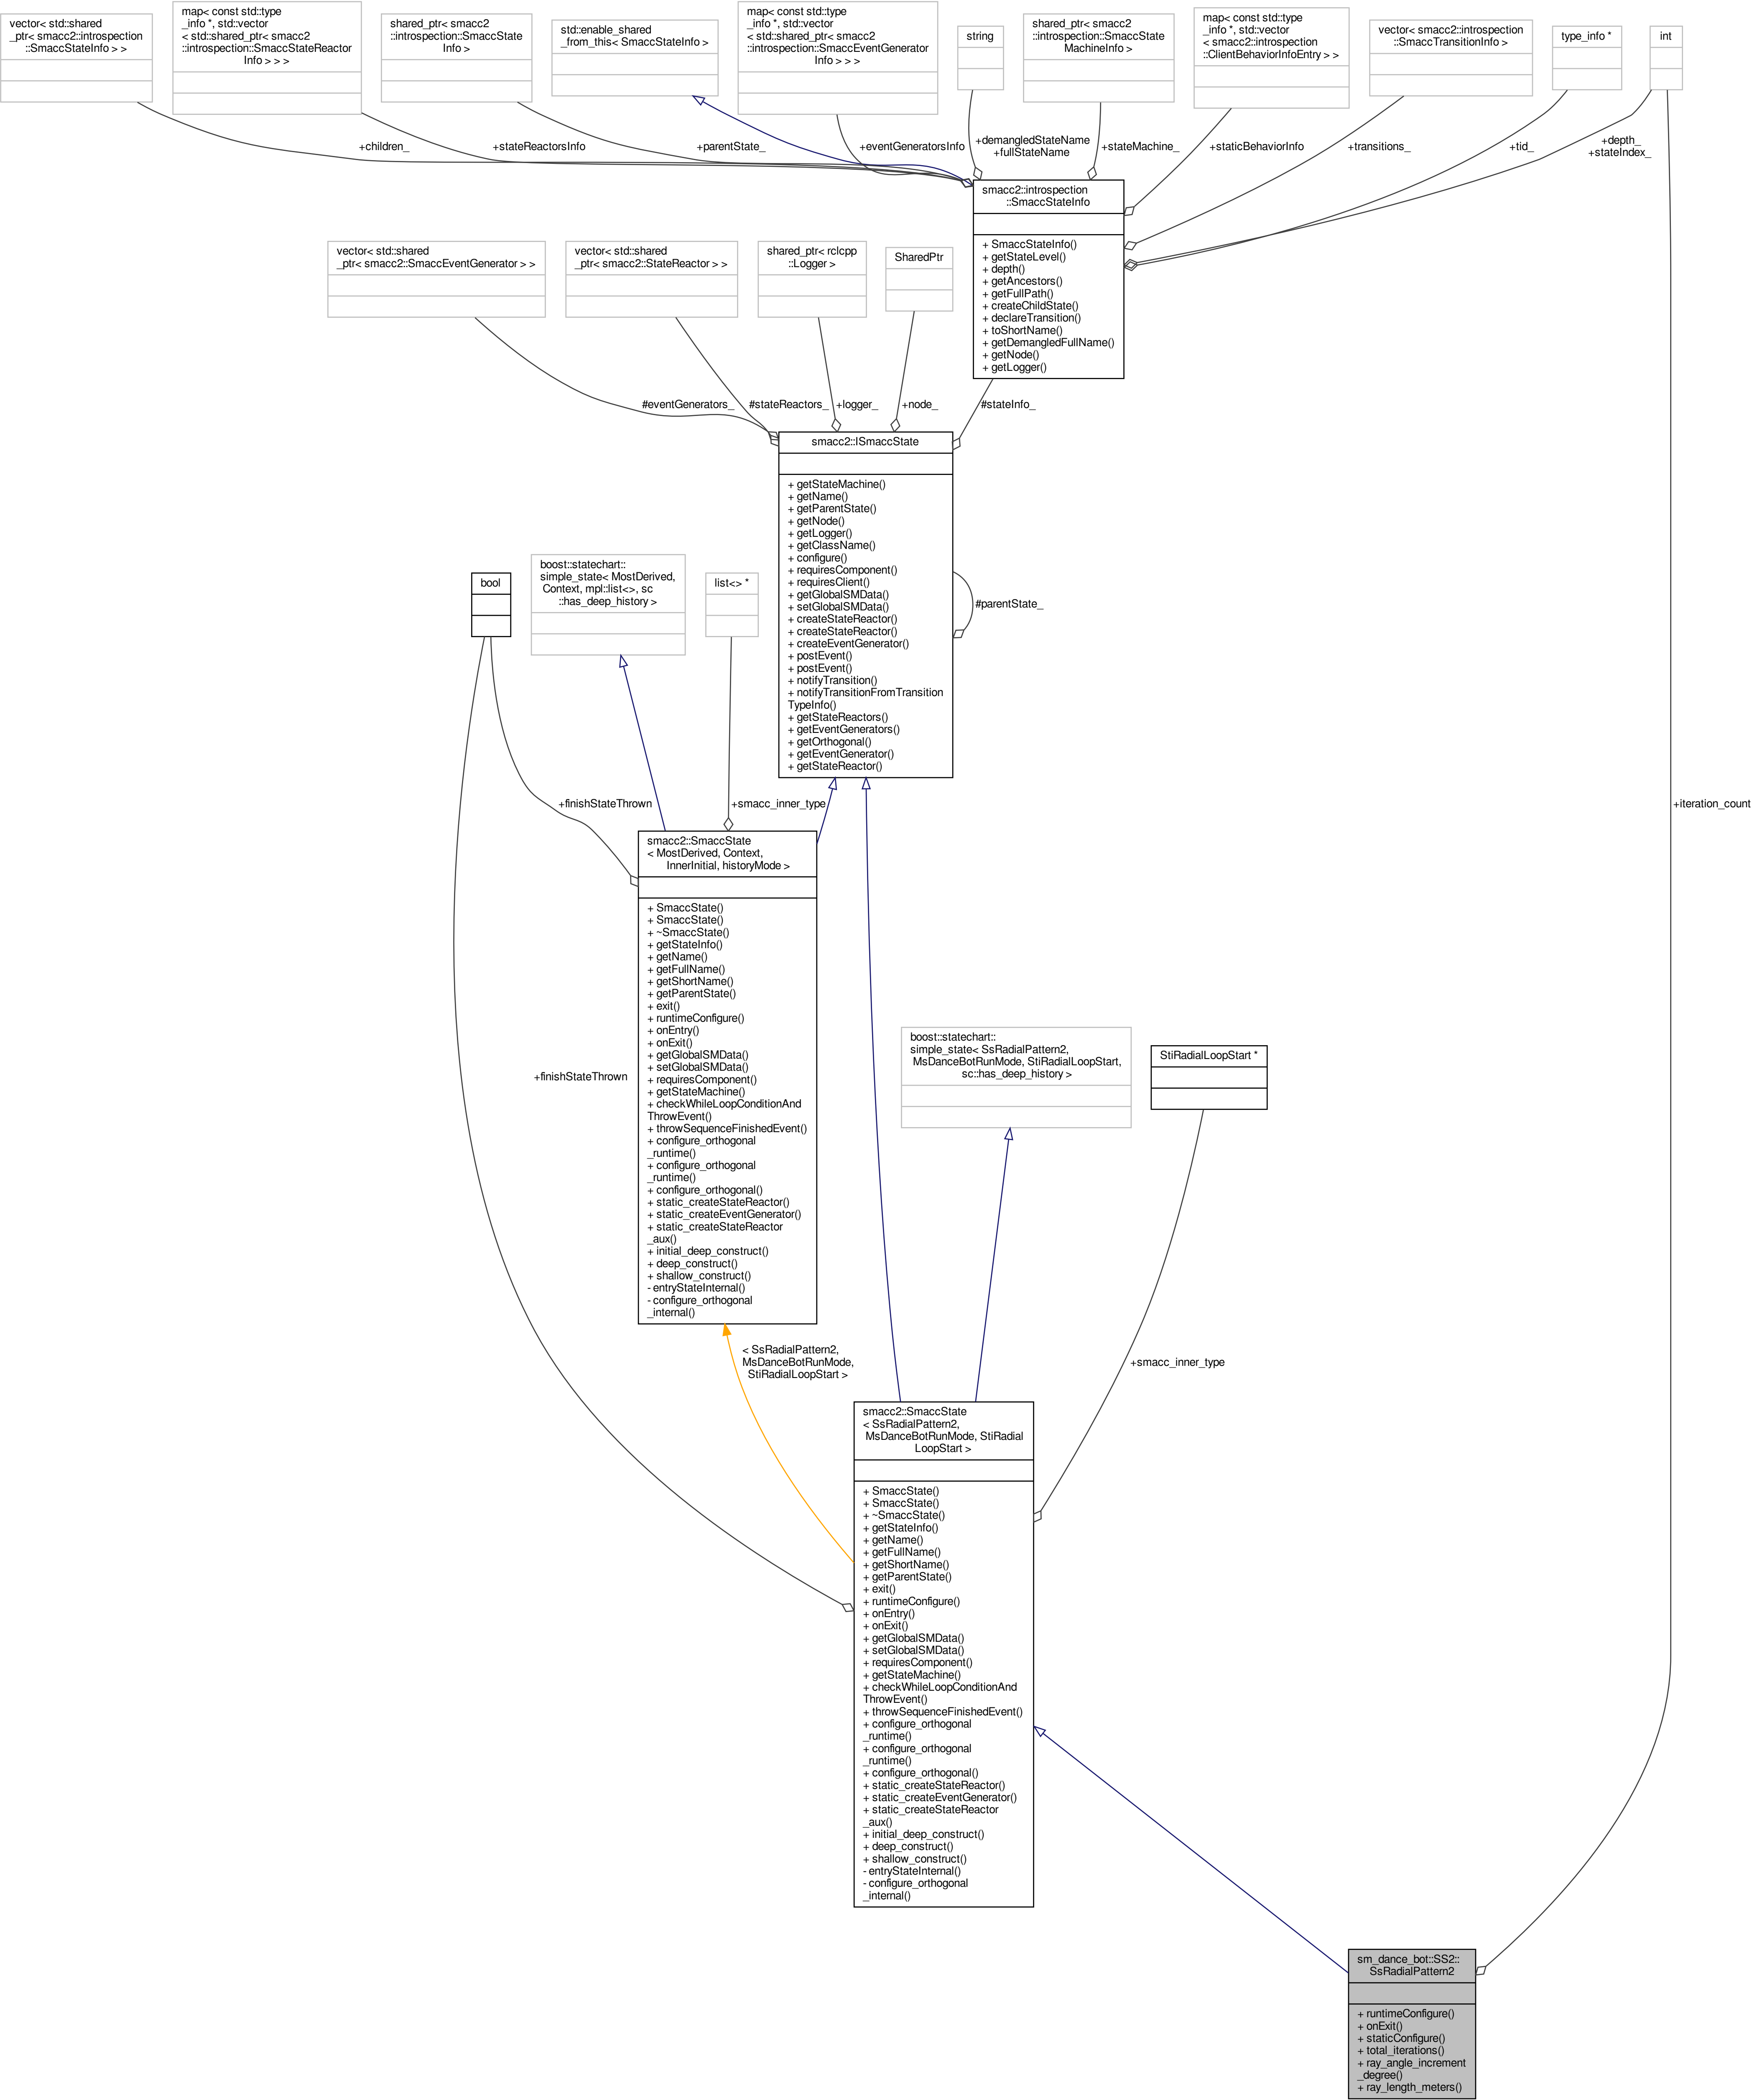 vector< std::shared
_ptr< smacc2::introspection
::SmaccStateInfo > >
map< const std::type
_info *, std::vector
< std::shared_ptr< smacc2
::introspection::SmaccStateReactor
Info > > >
shared_ptr< smacc2
::introspection::SmaccState
Info >
std::enable_shared
_from_this< SmaccStateInfo >
map< const std::type
_info *, std::vector
< std::shared_ptr< smacc2
::introspection::SmaccEventGenerator
Info > > >
string
shared_ptr< smacc2
::introspection::SmaccState
MachineInfo >
map< const std::type
_info *, std::vector
< smacc2::introspection
::ClientBehaviorInfoEntry > >
vector< smacc2::introspection
::SmaccTransitionInfo >
type_info *
int
+children_
+stateReactorsInfo
+parentState_
+eventGeneratorsInfo
+demangledStateName
+fullStateName
+stateMachine_
+staticBehaviorInfo
+transitions_
+tid_
+depth_
+stateIndex_
smacc2::introspection
::SmaccStateInfo
+ SmaccStateInfo()
+ getStateLevel()
+ depth()
+ getAncestors()
+ getFullPath()
+ createChildState()
+ declareTransition()
+ toShortName()
+ getDemangledFullName()
+ getNode()
+ getLogger()
vector< std::shared
_ptr< smacc2::SmaccEventGenerator > >
vector< std::shared
_ptr< smacc2::StateReactor > >
shared_ptr< rclcpp
::Logger >
SharedPtr
#eventGenerators_
#stateReactors_
+logger_
+node_
#stateInfo_
smacc2::ISmaccState
+ getStateMachine()
+ getName()
+ getParentState()
+ getNode()
+ getLogger()
+ getClassName()
+ configure()
+ requiresComponent()
+ requiresClient()
+ getGlobalSMData()
+ setGlobalSMData()
+ createStateReactor()
+ createStateReactor()
+ createEventGenerator()
+ postEvent()
+ postEvent()
+ notifyTransition()
+ notifyTransitionFromTransition
TypeInfo()
+ getStateReactors()
+ getEventGenerators()
+ getOrthogonal()
+ getEventGenerator()
+ getStateReactor()
#parentState_
bool
boost::statechart::
simple_state< MostDerived,
Context, mpl::list<>, sc
::has_deep_history >
list<> *
+finishStateThrown
+smacc_inner_type
+iteration_count
smacc2::SmaccState
< MostDerived, Context,
InnerInitial, historyMode >
+ SmaccState()
+ SmaccState()
+ ~SmaccState()
+ getStateInfo()
+ getName()
+ getFullName()
+ getShortName()
+ getParentState()
+ exit()
+ runtimeConfigure()
+ onEntry()
+ onExit()
+ getGlobalSMData()
+ setGlobalSMData()
+ requiresComponent()
+ getStateMachine()
+ checkWhileLoopConditionAnd
ThrowEvent()
+ throwSequenceFinishedEvent()
+ configure_orthogonal
_runtime()
+ configure_orthogonal
_runtime()
+ configure_orthogonal()
+ static_createStateReactor()
+ static_createEventGenerator()
+ static_createStateReactor
_aux()
+ initial_deep_construct()
+ deep_construct()
+ shallow_construct()
- entryStateInternal()
- configure_orthogonal
_internal()
+finishStateThrown
boost::statechart::
simple_state< SsRadialPattern2,
MsDanceBotRunMode, StiRadialLoopStart,
sc::has_deep_history >
StiRadialLoopStart *
< SsRadialPattern2,
MsDanceBotRunMode,
StiRadialLoopStart >
+smacc_inner_type
smacc2::SmaccState
< SsRadialPattern2,
MsDanceBotRunMode, StiRadial
LoopStart >
+ SmaccState()
+ SmaccState()
+ ~SmaccState()
+ getStateInfo()
+ getName()
+ getFullName()
+ getShortName()
+ getParentState()
+ exit()
+ runtimeConfigure()
+ onEntry()
+ onExit()
+ getGlobalSMData()
+ setGlobalSMData()
+ requiresComponent()
+ getStateMachine()
+ checkWhileLoopConditionAnd
ThrowEvent()
+ throwSequenceFinishedEvent()
+ configure_orthogonal
_runtime()
+ configure_orthogonal
_runtime()
+ configure_orthogonal()
+ static_createStateReactor()
+ static_createEventGenerator()
+ static_createStateReactor
_aux()
+ initial_deep_construct()
+ deep_construct()
+ shallow_construct()
- entryStateInternal()
- configure_orthogonal
_internal()
sm_dance_bot::SS2::
SsRadialPattern2
+ runtimeConfigure()
+ onExit()
+ staticConfigure()
+ total_iterations()
+ ray_angle_increment
_degree()
+ ray_length_meters()